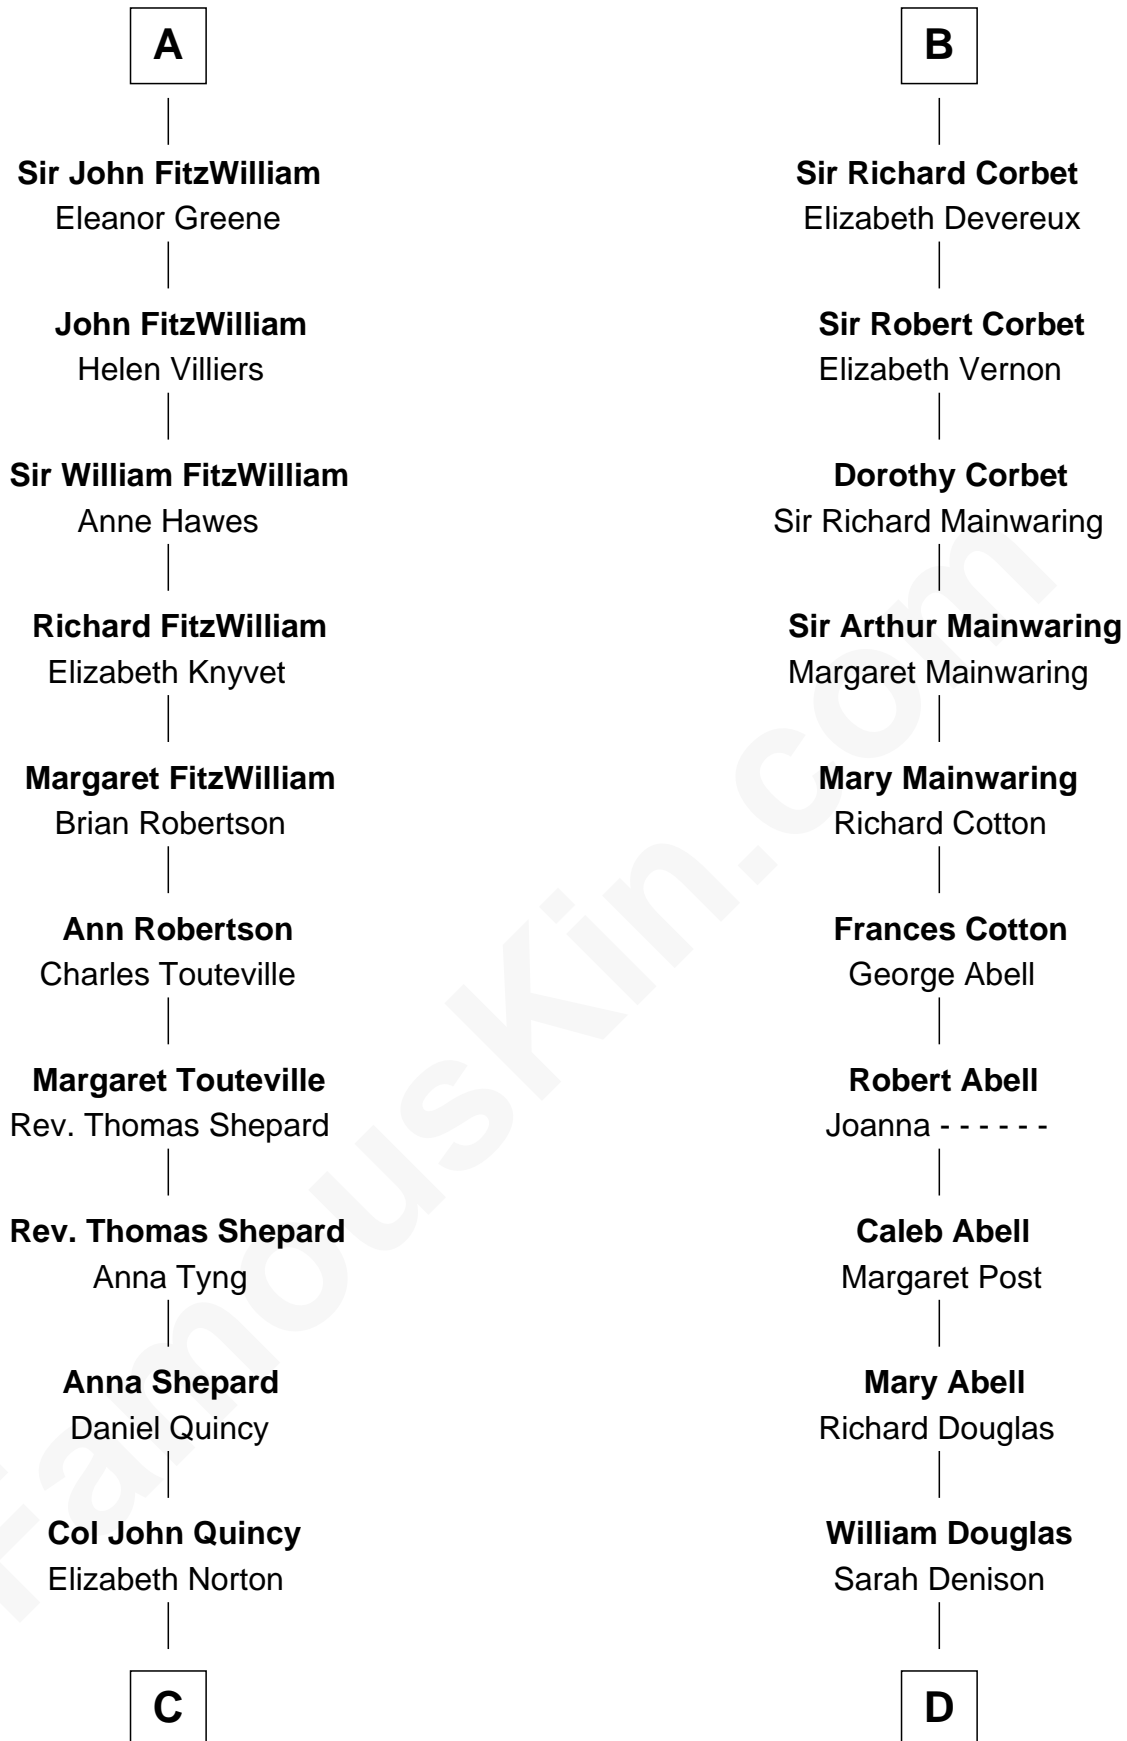 A
Sir John FitzWilliam
Eleanor Greene
John FitzWilliam
Helen Villiers
Sir William FitzWilliam
Anne Hawes
Richard FitzWilliam
Elizabeth Knyvet
Margaret FitzWilliam
Brian Robertson
Ann Robertson
Charles Touteville
Margaret Touteville
Rev. Thomas Shepard
Rev. Thomas Shepard
Anna Tyng
Anna Shepard
Daniel Quincy
Col John Quincy
Elizabeth Norton
C
B
Sir Richard Corbet
Elizabeth Devereux
Sir Robert Corbet
Elizabeth Vernon
Dorothy Corbet
Sir Richard Mainwaring
Sir Arthur Mainwaring
Margaret Mainwaring
Mary Mainwaring
Richard Cotton
Frances Cotton
George Abell
Robert Abell
Joanna - - - - - -
Caleb Abell
Margaret Post
Mary Abell
Richard Douglas
William Douglas
Sarah Denison
D
FamousKin.com